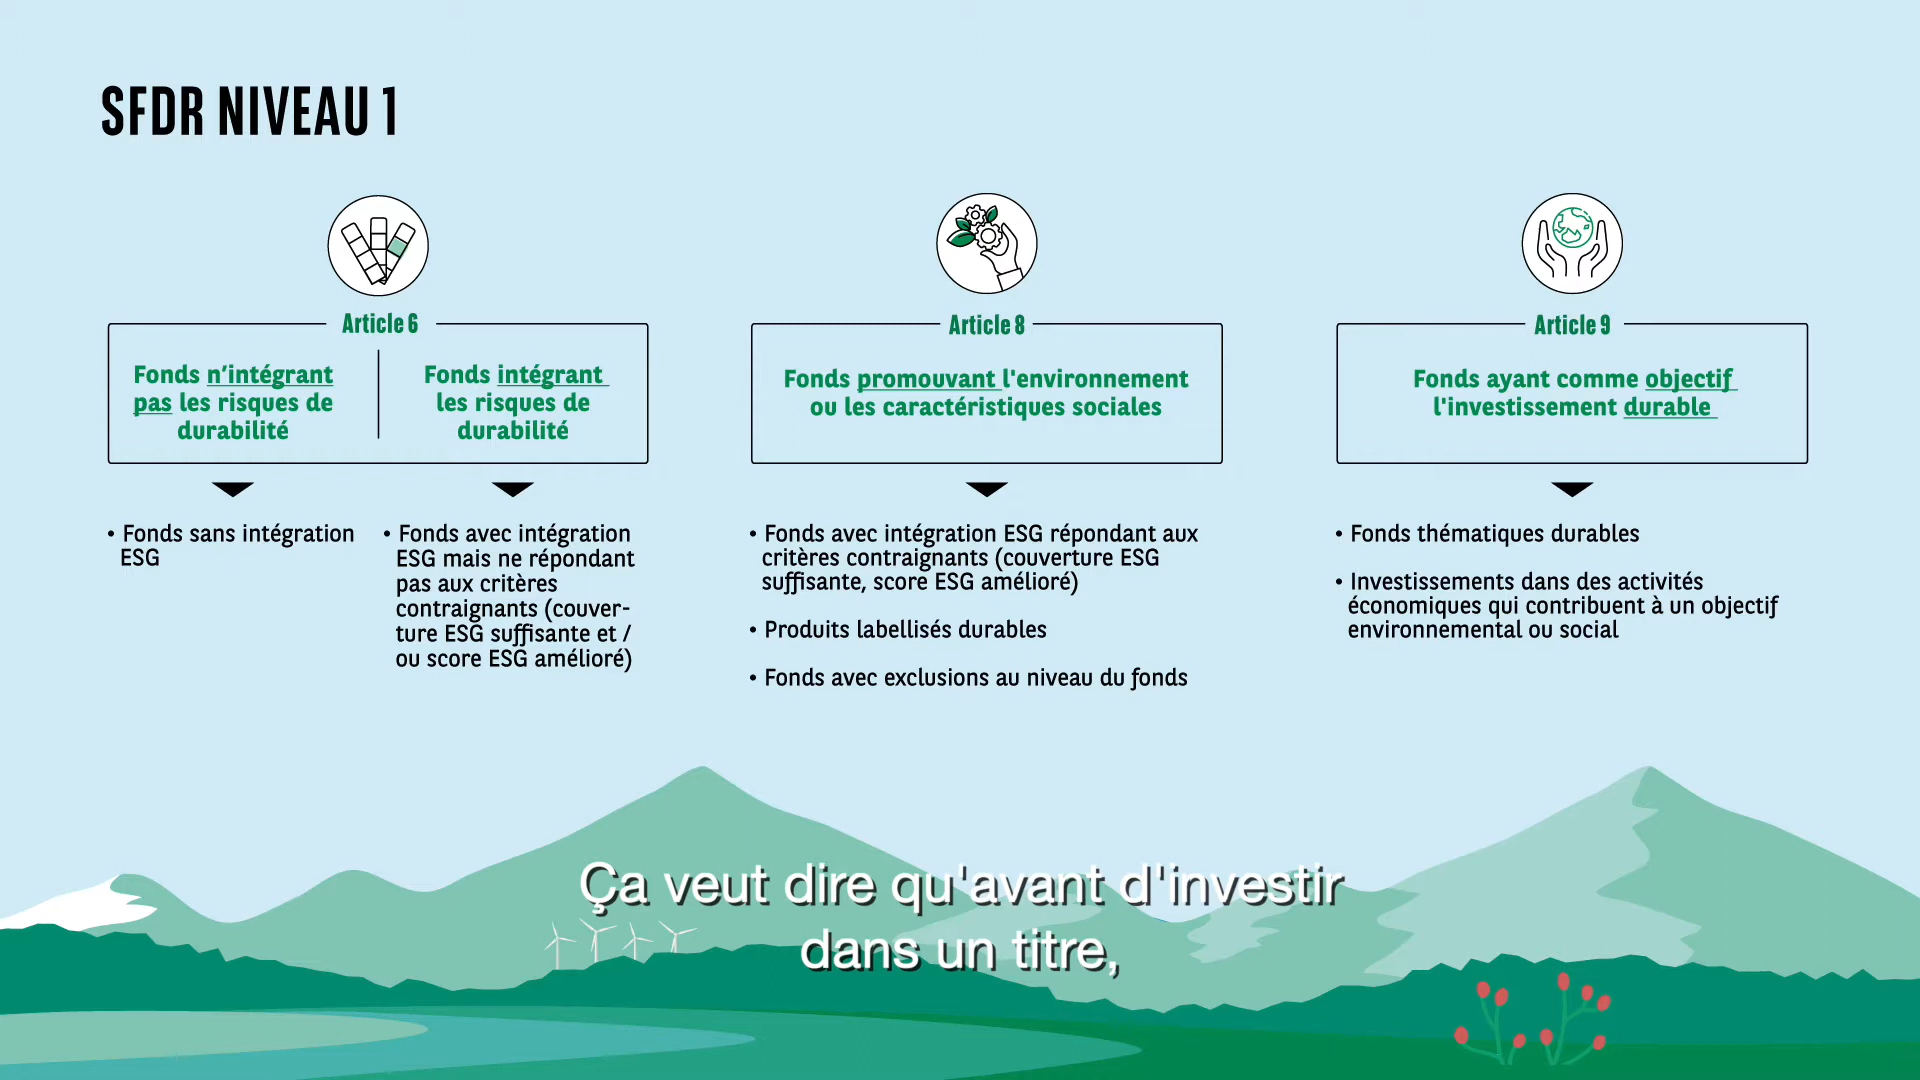 SFDR NIVEAU 1
Article 6
Fonds n'intégrant
pas les risques de
durabilité
Fonds intégrant
les risques de
durabilité
• Fonds sans intégration
ESG
• Fonds avec intégration
ESG mais ne répondant
pas aux critères
contraignants (couver-
ture ESG suffisante et /
ou score ESG amélioré)
Article 8
Fonds promouvant l'environnement
ou les caractéristiques sociales
• Fonds avec intégration ESG répondant aux
critères contraignants (couverture ESG
suffisante, score ESG amélioré)
• Produits labellisés durables
• Fonds avec exclusions au niveau du fonds
Article 9
Fonds ayant comme objectif
l'investissement durable
• Fonds thématiques durables
• Investissements dans des activités
économiques qui contribuent à un objectif
environnemental ou social
Ça veut dire qu'avant d'investir
dans un titre,